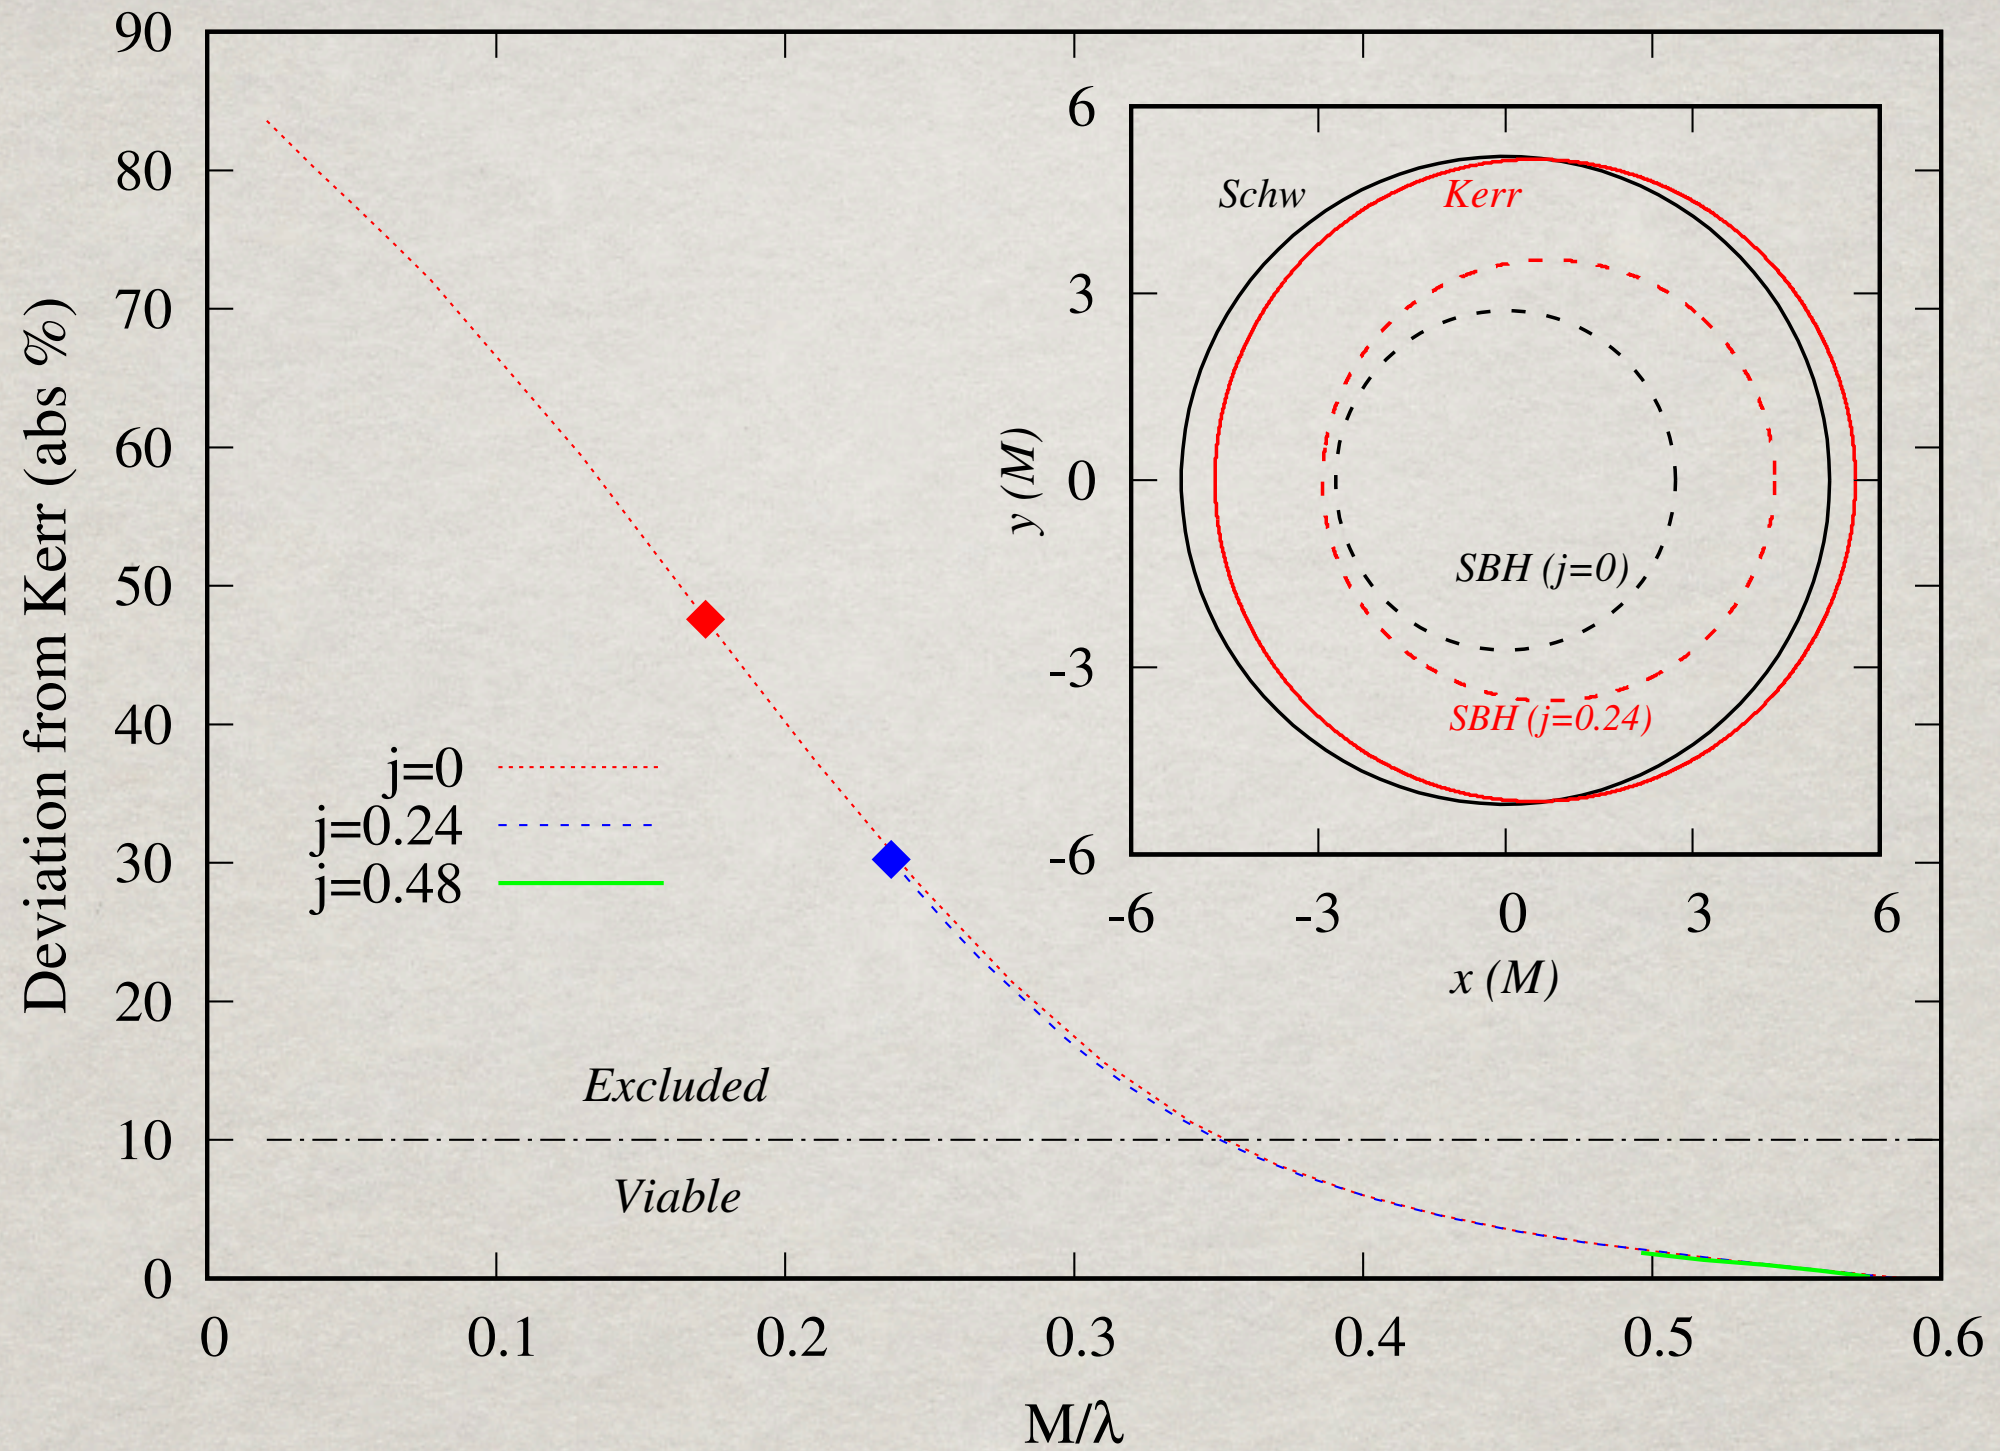 Deviation from Kerr (abs %)
90
80
70
60
50
40
30
20
10
0
0 0.1 0.2 0.3 0.4 0.5 0.6
M/λ
j=0
j=0.24
j=0.48
Excluded
Viable
y (M)
6
3
0
-3
-6
-6 -3 0 3 6
x (M)
Schw
Kerr
SBH (j=0)
SBH (j=0.24)